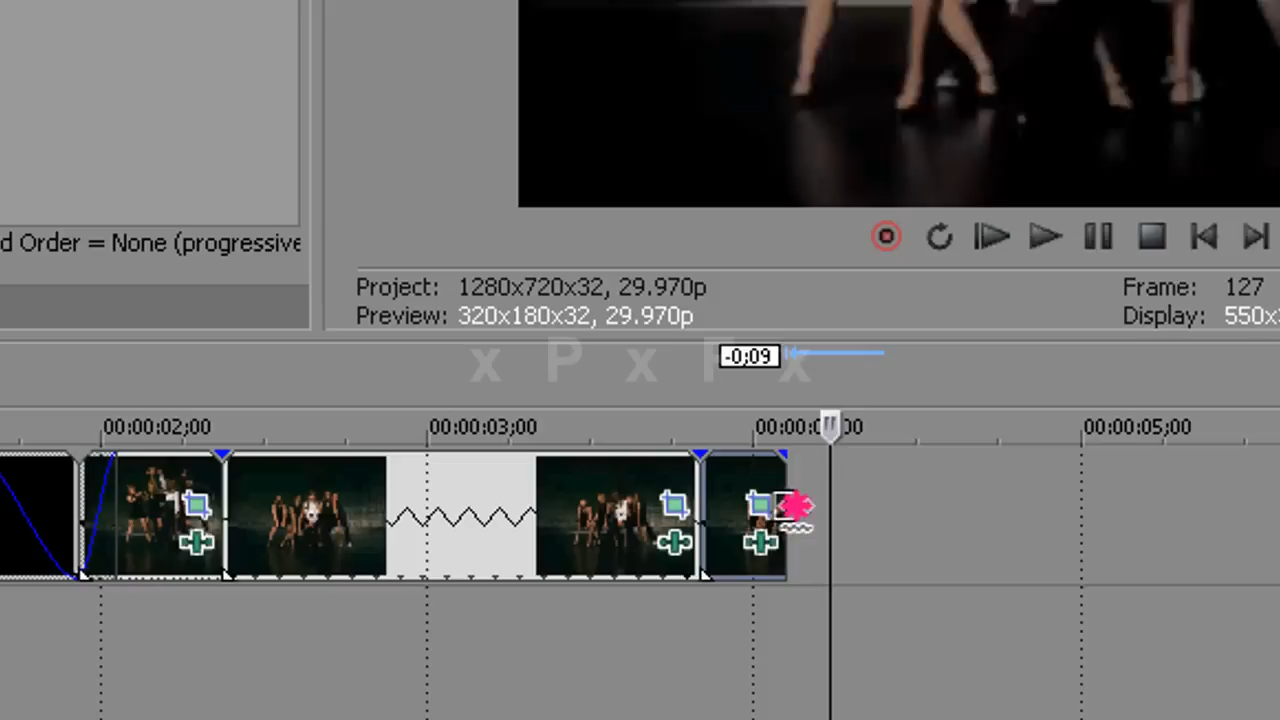 d Order = None (progressive
Project: 1280x720x32, 29.970p
Frame: 127
Preview: 320x180x32, 29.970p
Display: 550x
x P x F x
-0;09
00:00:02;00
00:00:03;00
00:00:0 00
00:00:05;00